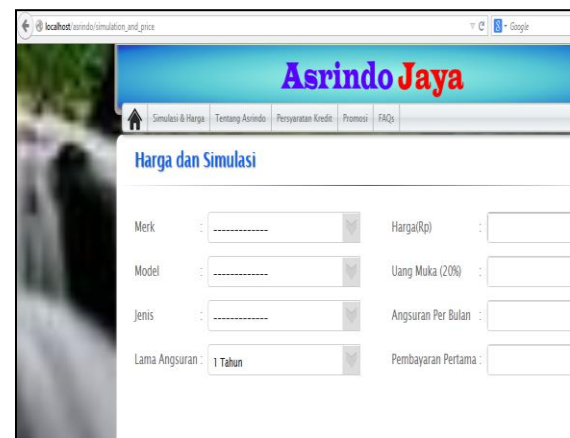 localhost/asrindo/simulation_and_price
Google
Asrindo Jaya
Simulasi & Harga Tentang Asrindo Persyaratan Kredit Promosi FAQs
Harga dan Simulasi
Merk : ------------- Harga(Rp) :
Model : ------------- Uang Muka (20%) :
Jenis : ------------- Angsuran Per Bulan :
Lama Angsuran : 1 Tahun Pembayaran Pertama :